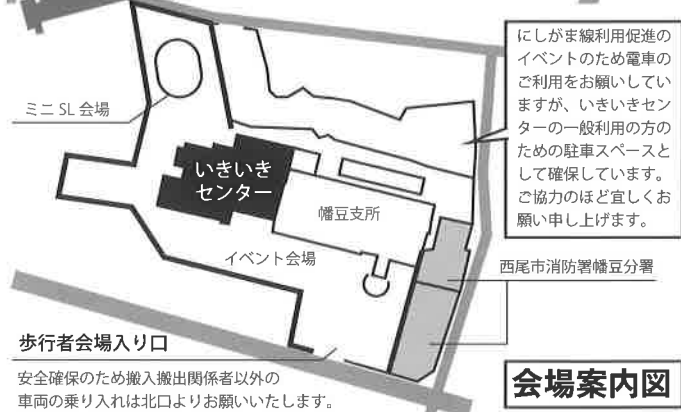 にしがま線利用促進の
イベントのため電車の
ご利用をお願いしてい
ますが、いきいきセン
ターの一般利用の方の
ための駐車スペースと
して確保しています。
ご協力のほど宜しくお
願い申し上げます。
ミニ SL 会場
いきいき
センター
幡豆支所
イベント会場
西尾市消防署幡豆分署
歩行者会場入り口
安全確保のため搬入搬出関係者以外の
車両の乗り入れは北口よりお願いいたします。
会場案内図